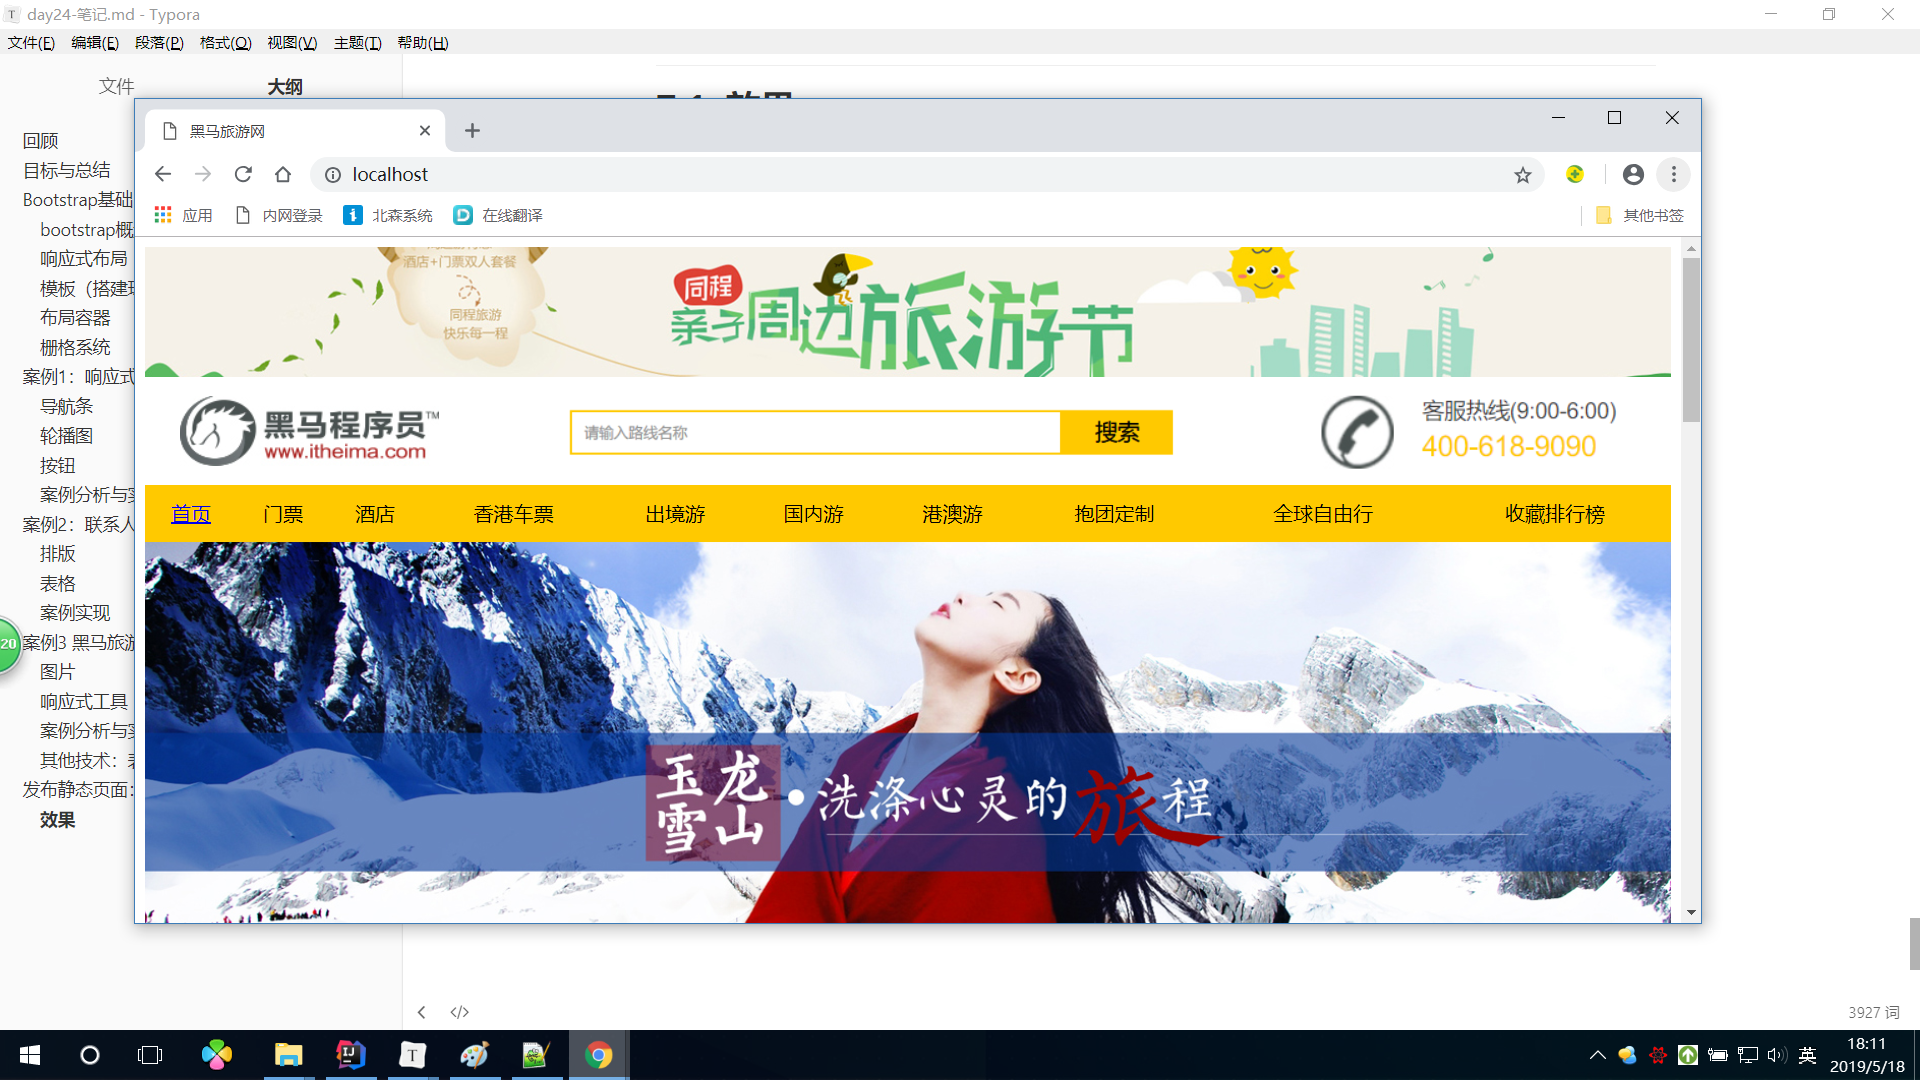 day24-笔记.md - Typora
文件(F) 编辑(E) 段落(P) 格式(O) 视图(V) 主题(T) 帮助(H)
文件 大纲
回顾
目标与总结
Bootstrap基础
bootstrap概
响应式布局
模板（搭建
布局容器
栅格系统
案例1：响应式
导航条
轮播图
按钮
案例分析与
案例2：联系人
排版
表格
案例实现
案例3 黑马旅游
图片
响应式工具
案例分析与
其他技术：
发布静态页面：
效果
20
黑马旅游网
localhost
应用 内网登录 北森系统 在线翻译 其他书签
酒店+门票双人套餐
同程旅游
快乐每一程
同程
亲子周边旅游节
黑马程序员™
www.itheima.com
请输入路线名称 搜索
客服热线(9:00-6:00)
400-618-9090
首页 门票 酒店 香港车票 出境游 国内游 港澳游 抱团定制 全球自由行 收藏排行榜
玉龙
雪山
洗涤心灵的旅程
3927 词
英
18:11
2019/5/18